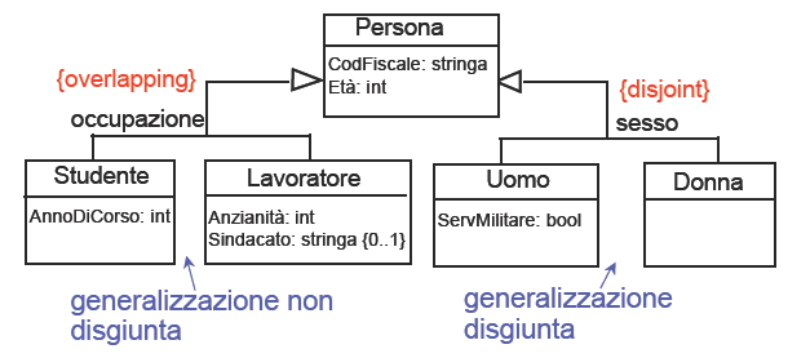 Persona
CodFiscale: stringa
Età: int
{overlapping}
occupazione
{disjoint}
sesso
Studente
AnnoDiCorso: int
Lavoratore
Anzianità: int
Sindacato: stringa {0..1}
Uomo
ServMilitare: bool
Donna
generalizzazione non
disgiunta
generalizzazione
disgiunta